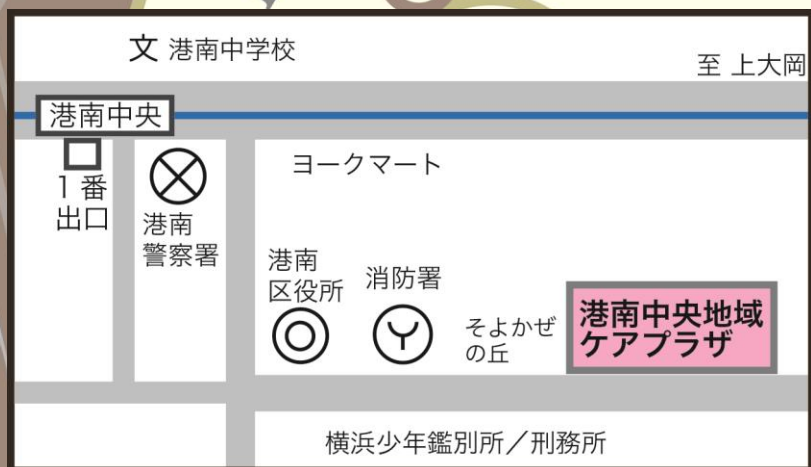 文 港南中学校
至 上大岡
港南中央
1番
出口
港南
警察署
ヨークマート
港南
区役所
消防署
そよかぜ
の丘
港南中央地域
ケアプラザ
横浜少年鑑別所／刑務所